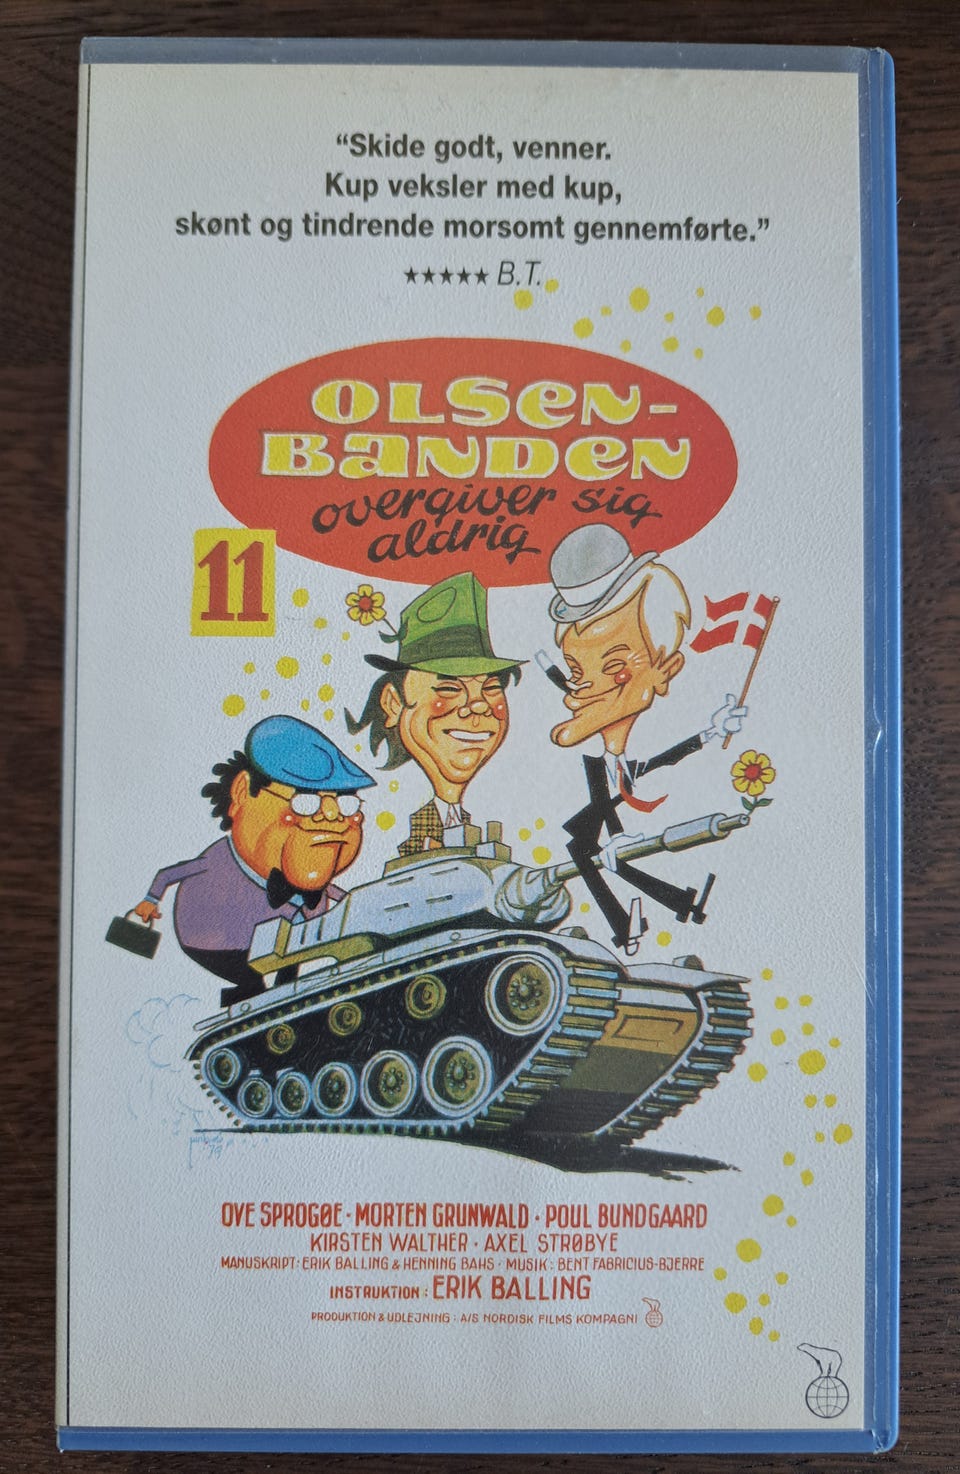 “Skide godt, venner.
Kup veksler med kup,
skønt og tindrende morsomt gennemførte.”
★★★★★ B.T.
OLSEN-
BANDEN
overgiver sig
aldrig
11
79
OVE SPROGØE · MORTEN GRUNWALD · POUL BUNDGAARD
KIRSTEN WALTHER · AXEL STRØBYE
MANUSKRIPT: ERIK BALLING & HENNING BAHS · MUSIK: BENT FABRICIUS-BJERRE
INSTRUKTION: ERIK BALLING
PRODUKTION & UDLEJNING: A/S NORDISK FILMS KOMPAGNI